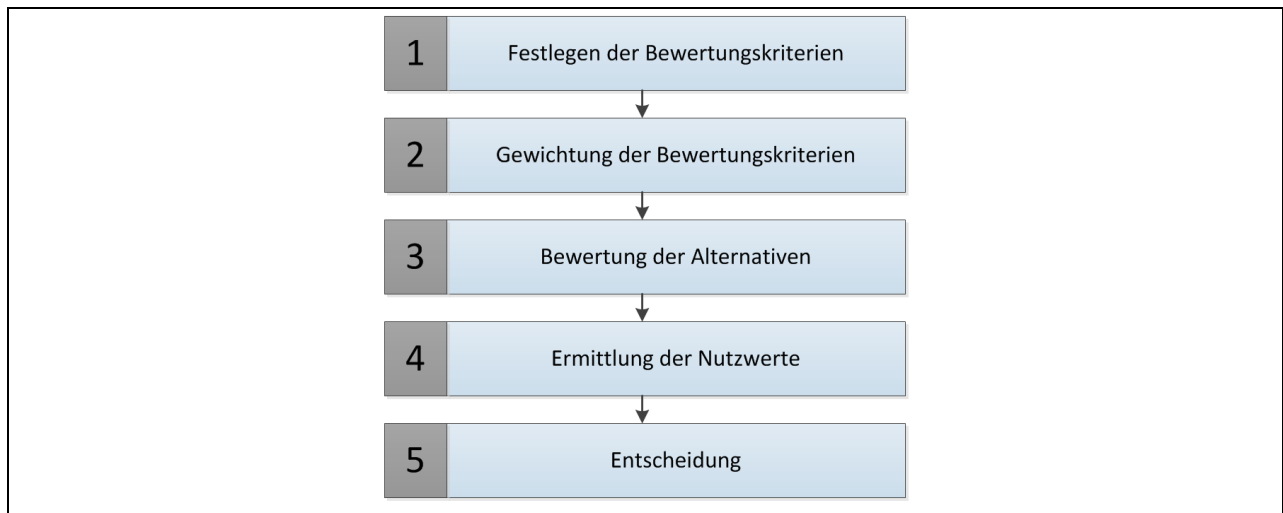 1 Festlegen der Bewertungskriterien
2 Gewichtung der Bewertungskriterien
3 Bewertung der Alternativen
4 Ermittlung der Nutzwerte
5 Entscheidung